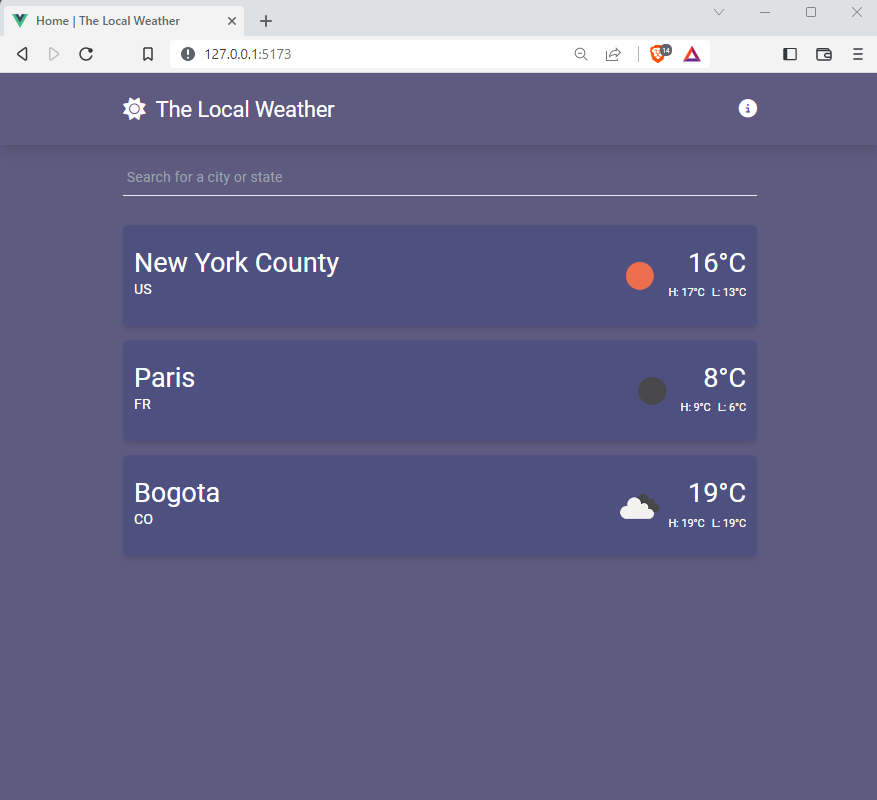 Home | The Local Weather
127.0.0.1:5173
14
The Local Weather
Search for a city or state
New York County
US
16°C
H: 17°C L: 13°C
Paris
FR
8°C
H: 9°C L: 6°C
Bogota
CO
19°C
H: 19°C L: 19°C